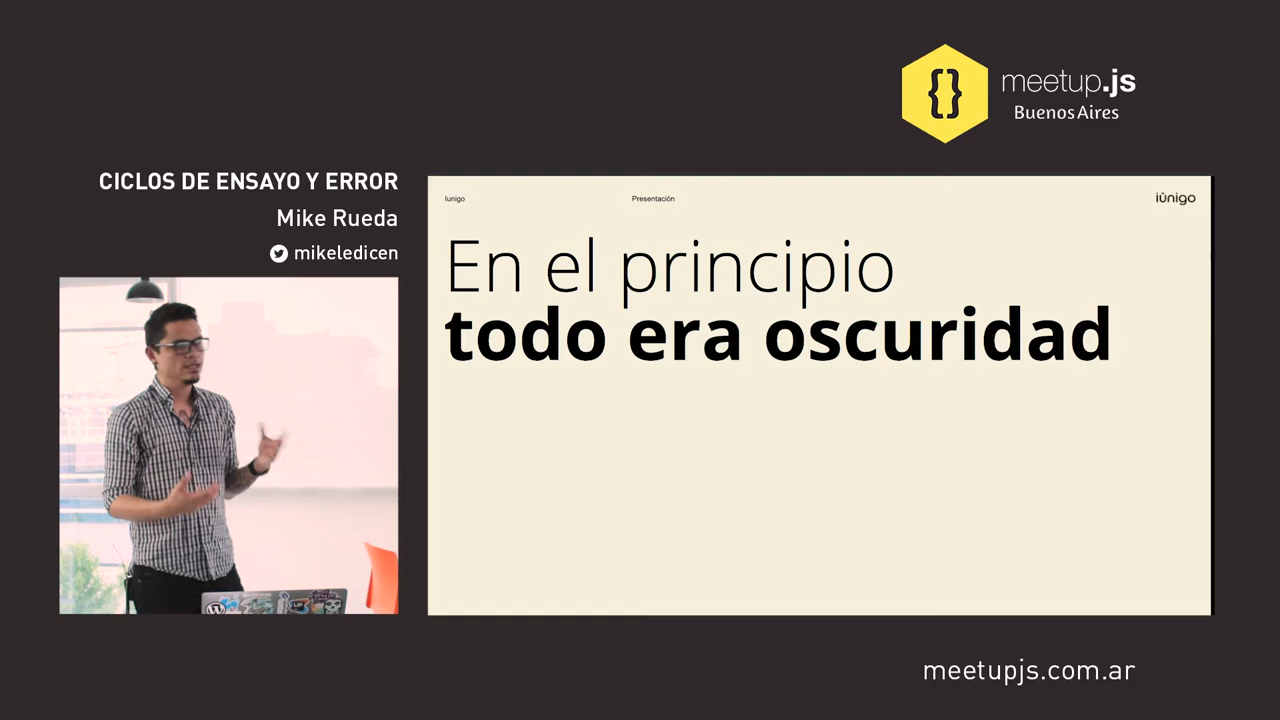 {} meetup.js
Buenos Aires
CICLOS DE ENSAYO Y ERROR
Mike Rueda
mikeledicen
Iunigo
Presentación
iúnigo
En el principio
todo era oscuridad
meetupjs.com.ar